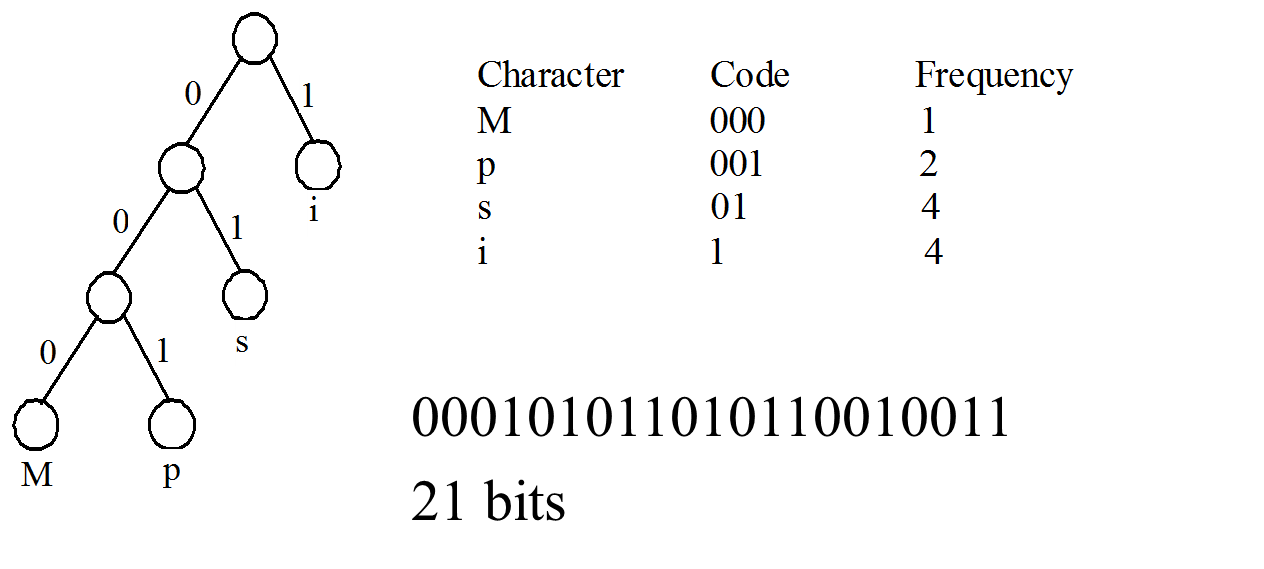 0 1
0 1 i
0 1 s
M p
Character Code Frequency
M 000 1
p 001 2
s 01 4
i 1 4
000101011010110010011
21 bits